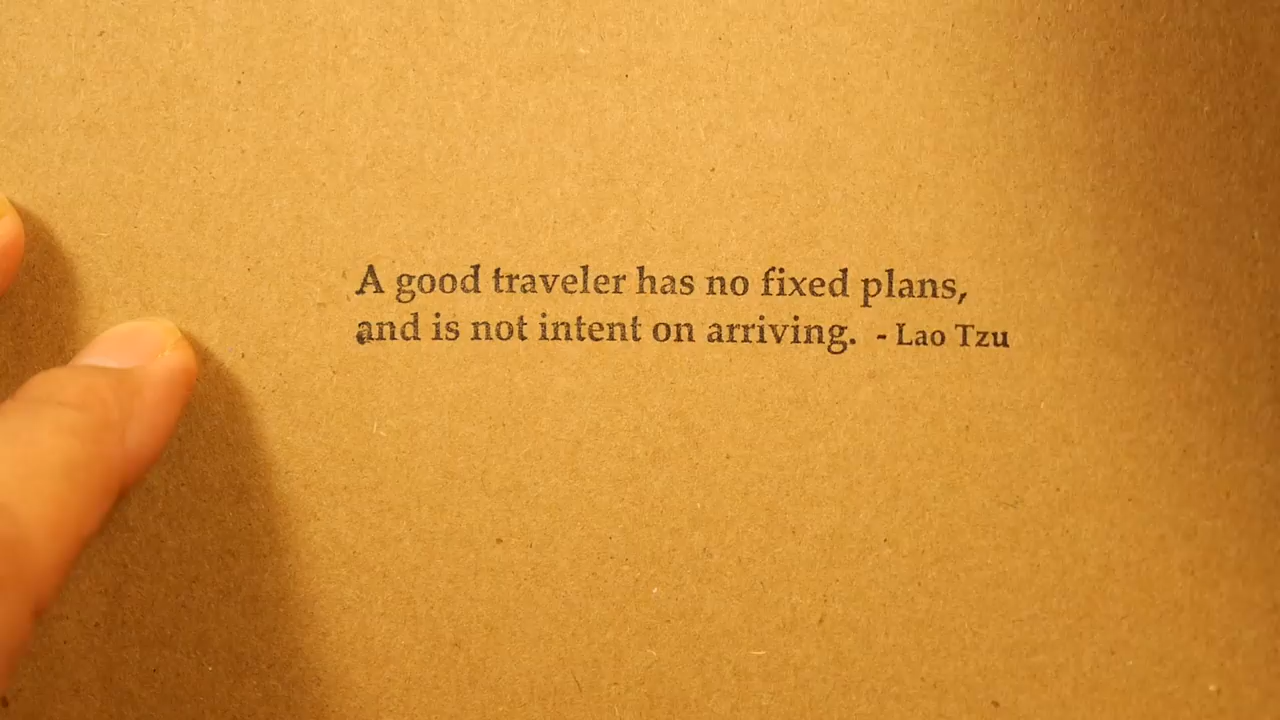 A good traveler has no fixed plans,
and is not intent on arriving. - Lao Tzu